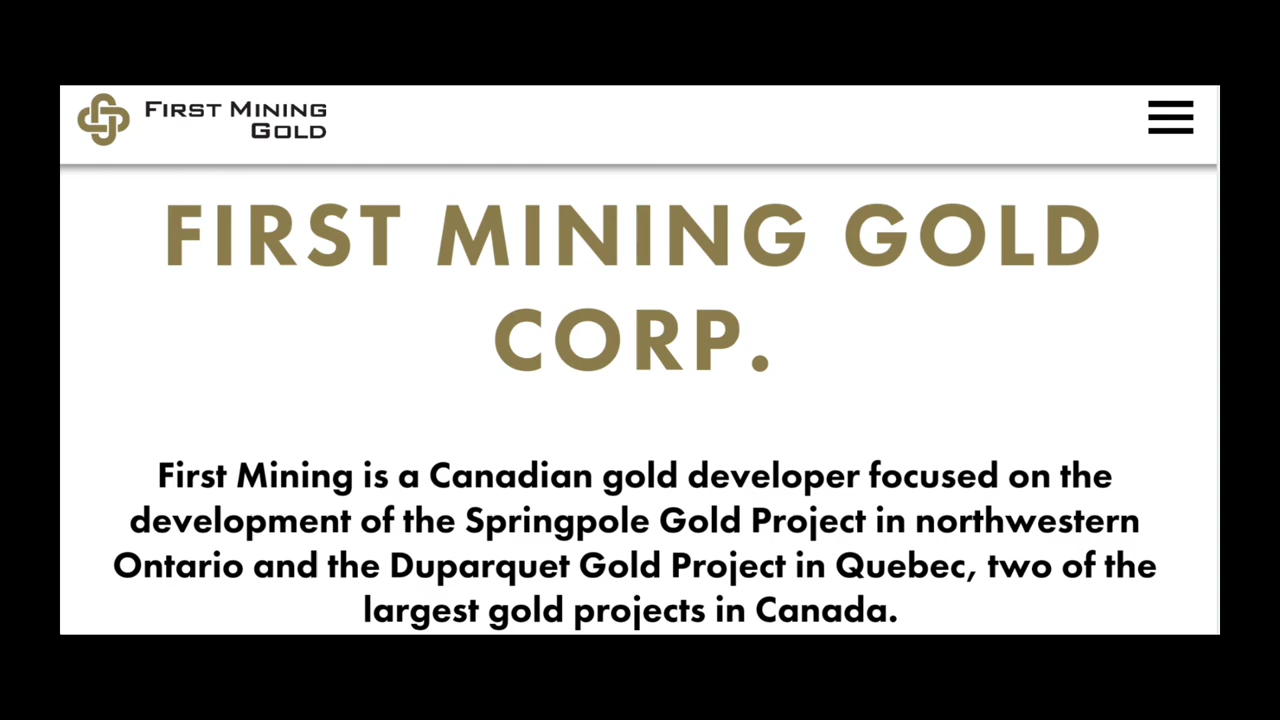 FIRST MINING
GOLD
FIRST MINING GOLD
CORP.
First Mining is a Canadian gold developer focused on the
development of the Springpole Gold Project in northwestern
Ontario and the Duparquet Gold Project in Quebec, two of the
largest gold projects in Canada.